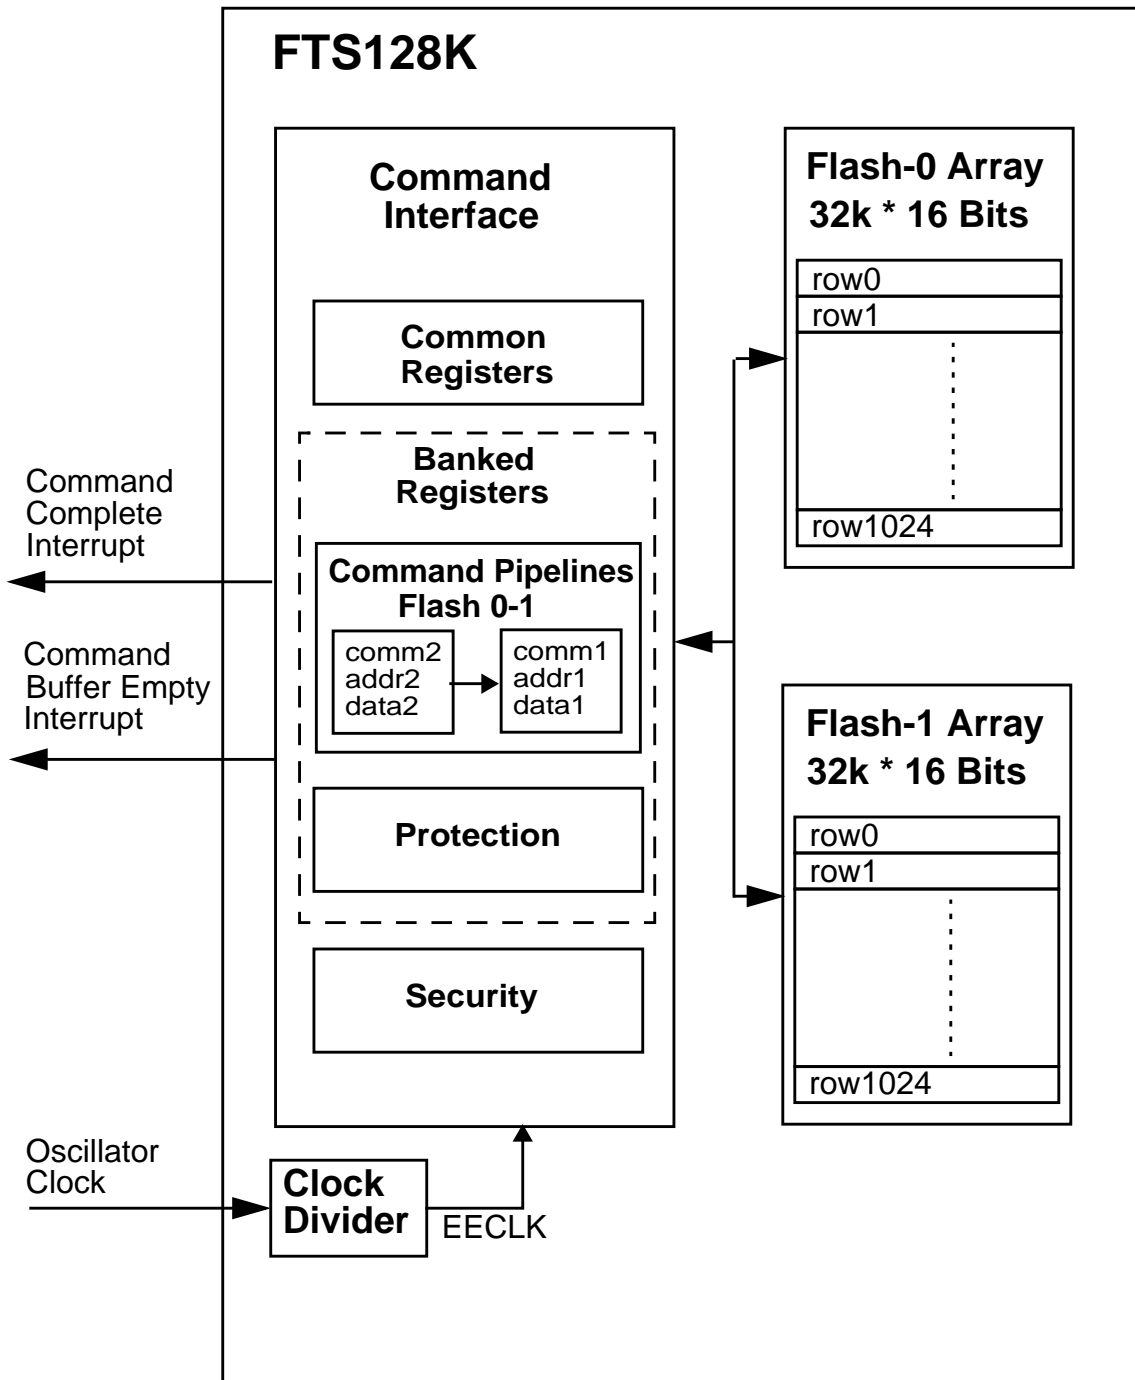 FTS128K
Command
Interface
Common
Registers
Banked
Registers
Command Pipelines
Flash 0-1
comm2
addr2
data2
comm1
addr1
data1
Protection
Security
Command
Complete
Interrupt
Command
Buffer Empty
Interrupt
Oscillator
Clock
Clock
Divider
EECLK
Flash-0 Array
32k * 16 Bits
row0
row1
row1024
Flash-1 Array
32k * 16 Bits
row0
row1
row1024